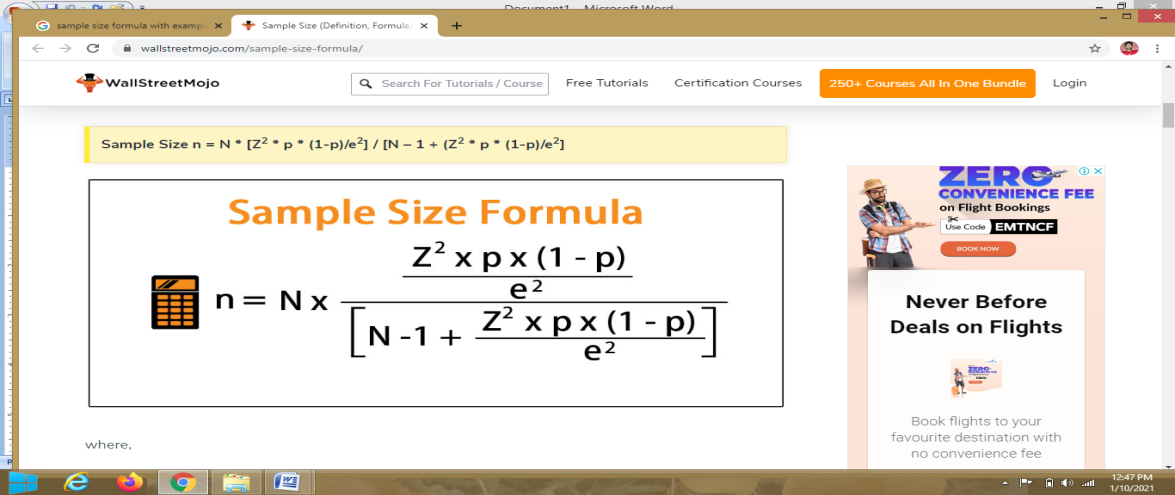 Document1 - Microsoft Word
sample size formula with exampl
Sample Size (Definition, Formula)
wallstreetmojo.com/sample-size-formula/
WallStreetMojo
Search For Tutorials / Course
Free Tutorials
Certification Courses
250+ Courses All In One Bundle
Login
Sample Size n = N * [Z² * p * (1-p)/e²] / [N – 1 + (Z² * p * (1-p)/e²]
Sample Size Formula
Z² x p x (1 - p)
e²
n = N x
[N -1 + Z² x p x (1 - p)]
e²
where,
ZERO
CONVENIENCE FEE
on Flight Bookings
Use Code EMTNCF
BOOK NOW
Never Before
Deals on Flights
ZERO
Book flights to your
favourite destination with
no convenience fee
12:47 PM
1/10/2021